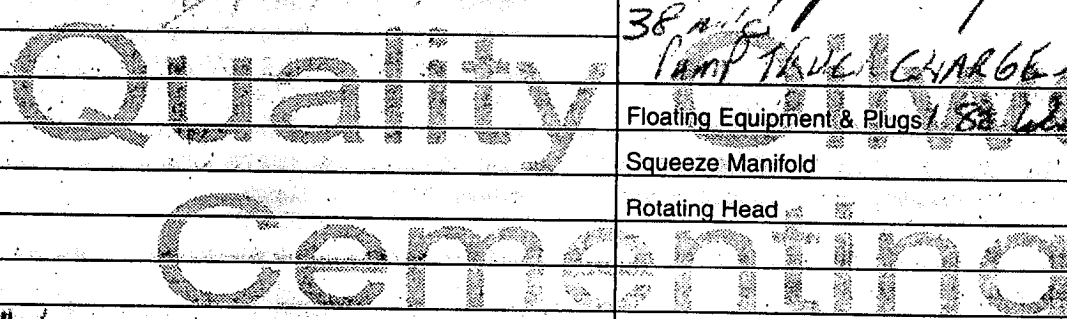 38
Pump TRUCK CHARGE
Quality
Floating Equipment & Plugs
Squeeze Manifold
Rotating Head
Cementing